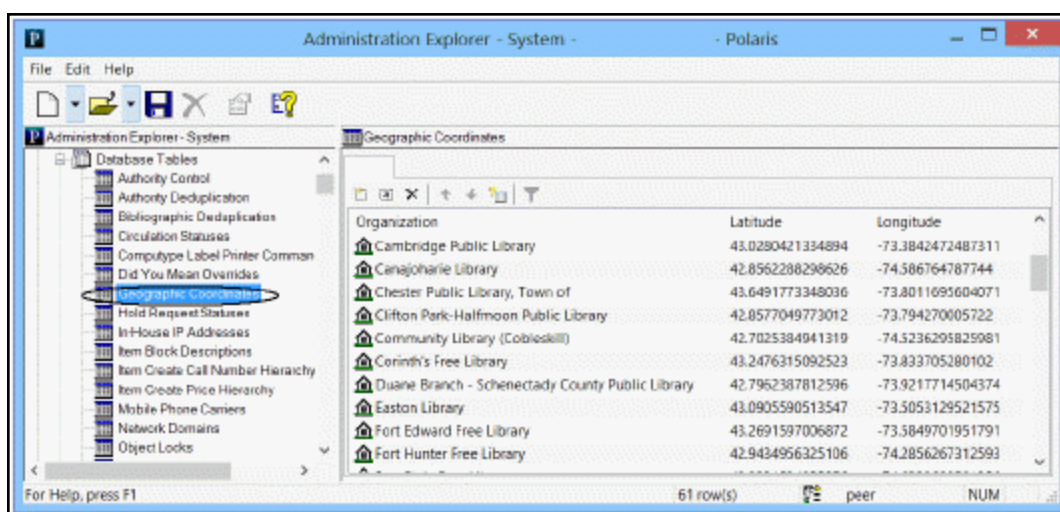 Administration Explorer - System - - Polaris
File Edit Help
Administration Explorer - System
Database Tables
Authority Control
Authority Deduplication
Bibliographic Deduplication
Circulation Statuses
Computype Label Printer Comman
Did You Mean Overrides
Geographic Coordinates
Hold Request Statuses
In-House IP Addresses
Item Block Descriptions
Item Create Call Number Hierarchy
Item Create Price Hierarchy
Mobile Phone Carriers
Network Domains
Object Locks
Geographic Coordinates
Organization Latitude Longitude
Cambridge Public Library 43.0280421334894 -73.3842472487311
Canajoharie Library 42.8562288298626 -74.586764787744
Chester Public Library, Town of 43.6491773348036 -73.8011695604071
Clifton Park-Halfmoon Public Library 42.8577049773012 -73.794270005722
Community Library (Cobleskill) 42.7025384941319 -74.5236295825981
Corinth's Free Library 43.2476315092523 -73.833705280102
Duane Branch - Schenectady County Public Library 42.7962387812596 -73.9217714504374
Easton Library 43.0905590513547 -73.5053129521575
Fort Edward Free Library 43.2691597006872 -73.5849701951791
Fort Hunter Free Library 42.9434956325106 -74.2856267312593
For Help, press F1 61 row(s) peer NUM